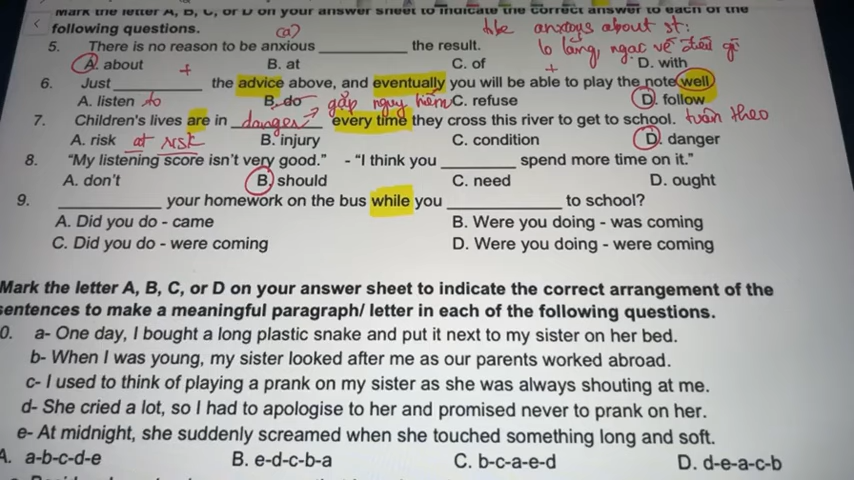 Mark the letter A, B, C, or D on your answer sheet to indicate the correct answer to each of the
following questions. (a) tbe anxioys about st:
5. There is no reason to be anxious __________ the result. lo lắng, ngạc về điều gì
A. about B. at C. of D. with
+ +
6. Just __________ the advice above, and eventually you will be able to play the note well
A. listen to B. do gặp nguy hiểm C. refuse D. follow
7. Children's lives are in danger → every time they cross this river to get to school. tuân theo
A. risk at risk B. injury C. condition D. danger
8. “My listening score isn't very good.” - “I think you ________ spend more time on it.”
A. don't B. should C. need D. ought
9. ___________ your homework on the bus while you ____________ to school?
A. Did you do - came B. Were you doing - was coming
C. Did you do - were coming D. Were you doing - were coming
Mark the letter A, B, C, or D on your answer sheet to indicate the correct arrangement of the
sentences to make a meaningful paragraph/ letter in each of the following questions.
0. a- One day, I bought a long plastic snake and put it next to my sister on her bed.
b- When I was young, my sister looked after me as our parents worked abroad.
c- I used to think of playing a prank on my sister as she was always shouting at me.
d- She cried a lot, so I had to apologise to her and promised never to prank on her.
e- At midnight, she suddenly screamed when she touched something long and soft.
A. a-b-c-d-e B. e-d-c-b-a C. b-c-a-e-d D. d-e-a-c-b